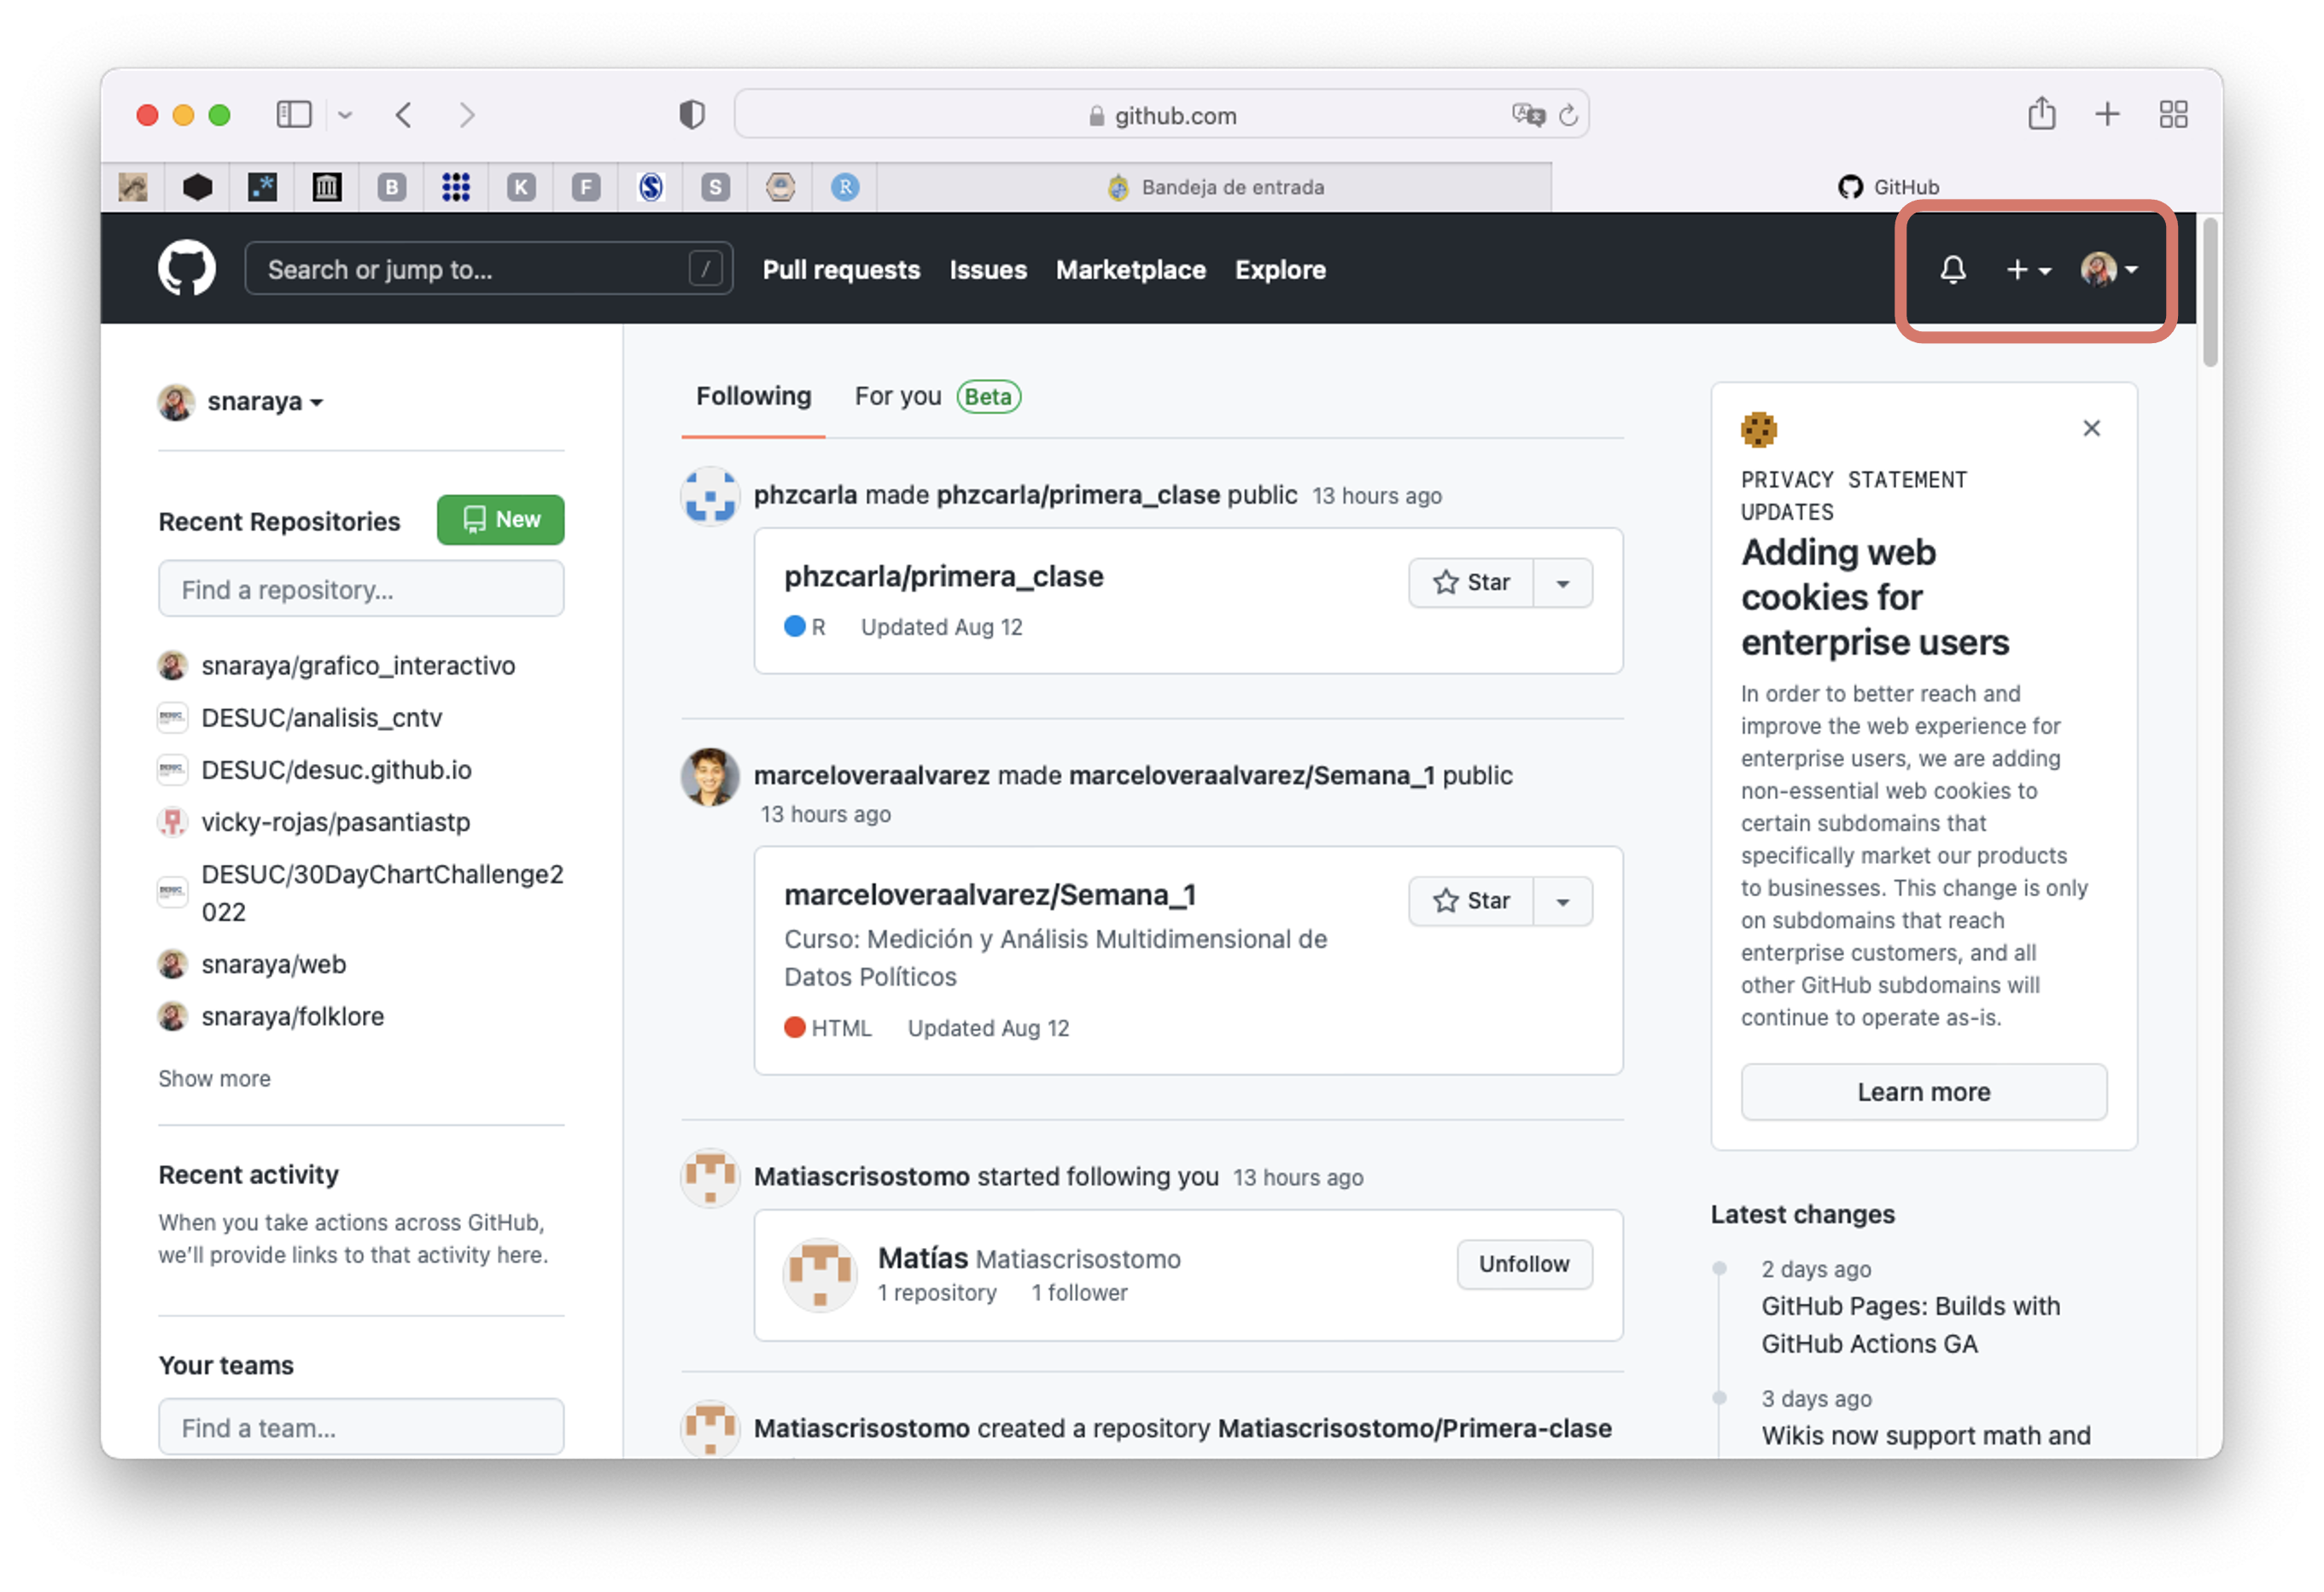 github.com
B
K
F
S
S
R
Bandeja de entrada
GitHub
Search or jump to...
/
Pull requests
Issues
Marketplace
Explore
snaraya
Recent Repositories
New
Find a repository...
snaraya/grafico_interactivo
DESUC/analisis_cntv
DESUC/desuc.github.io
vicky-rojas/pasantiastp
DESUC/30DayChartChallenge2
022
snaraya/web
snaraya/folklore
Show more
Recent activity
When you take actions across GitHub,
we'll provide links to that activity here.
Your teams
Find a team...
Following
For you
Beta
phzcarla made phzcarla/primera_clase public 13 hours ago
phzcarla/primera_clase
Star
R Updated Aug 12
marceloveraalvarez made marceloveraalvarez/Semana_1 public
13 hours ago
marceloveraalvarez/Semana_1
Star
Curso: Medición y Análisis Multidimensional de
Datos Políticos
HTML Updated Aug 12
Matiascrisostomo started following you 13 hours ago
Matías Matiascrisostomo
Unfollow
1 repository 1 follower
Matiascrisostomo created a repository Matiascrisostomo/Primera-clase
PRIVACY STATEMENT
UPDATES
Adding web
cookies for
enterprise users
In order to better reach and
improve the web experience for
enterprise users, we are adding
non-essential web cookies to
certain subdomains that
specifically market our products
to businesses. This change is only
on subdomains that reach
enterprise customers, and all
other GitHub subdomains will
continue to operate as-is.
Learn more
Latest changes
2 days ago
GitHub Pages: Builds with
GitHub Actions GA
3 days ago
Wikis now support math and